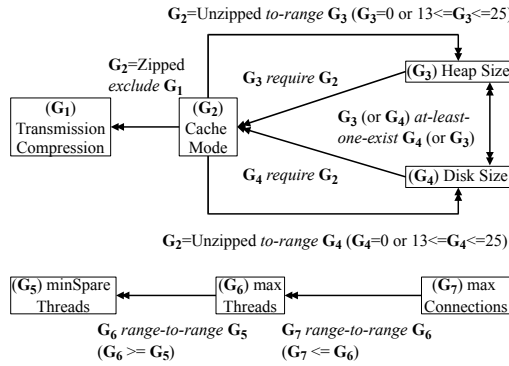 G2=Unzipped to-range G3 (G3=0 or 13<=G3<=25)
G2=Zipped
exclude G1
G3 require G2
(G3) Heap Size
(G1)
Transmission
Compression
(G2)
Cache
Mode
G3 (or G4) at-least-
one-exist G4 (or G3)
G4 require G2
(G4) Disk Size
G2=Unzipped to-range G4 (G4=0 or 13<=G4<=25)
(G5) minSpare
Threads
(G6) max
Threads
(G7) max
Connections
G6 range-to-range G5
(G6 >= G5)
G7 range-to-range G6
(G7 <= G6)